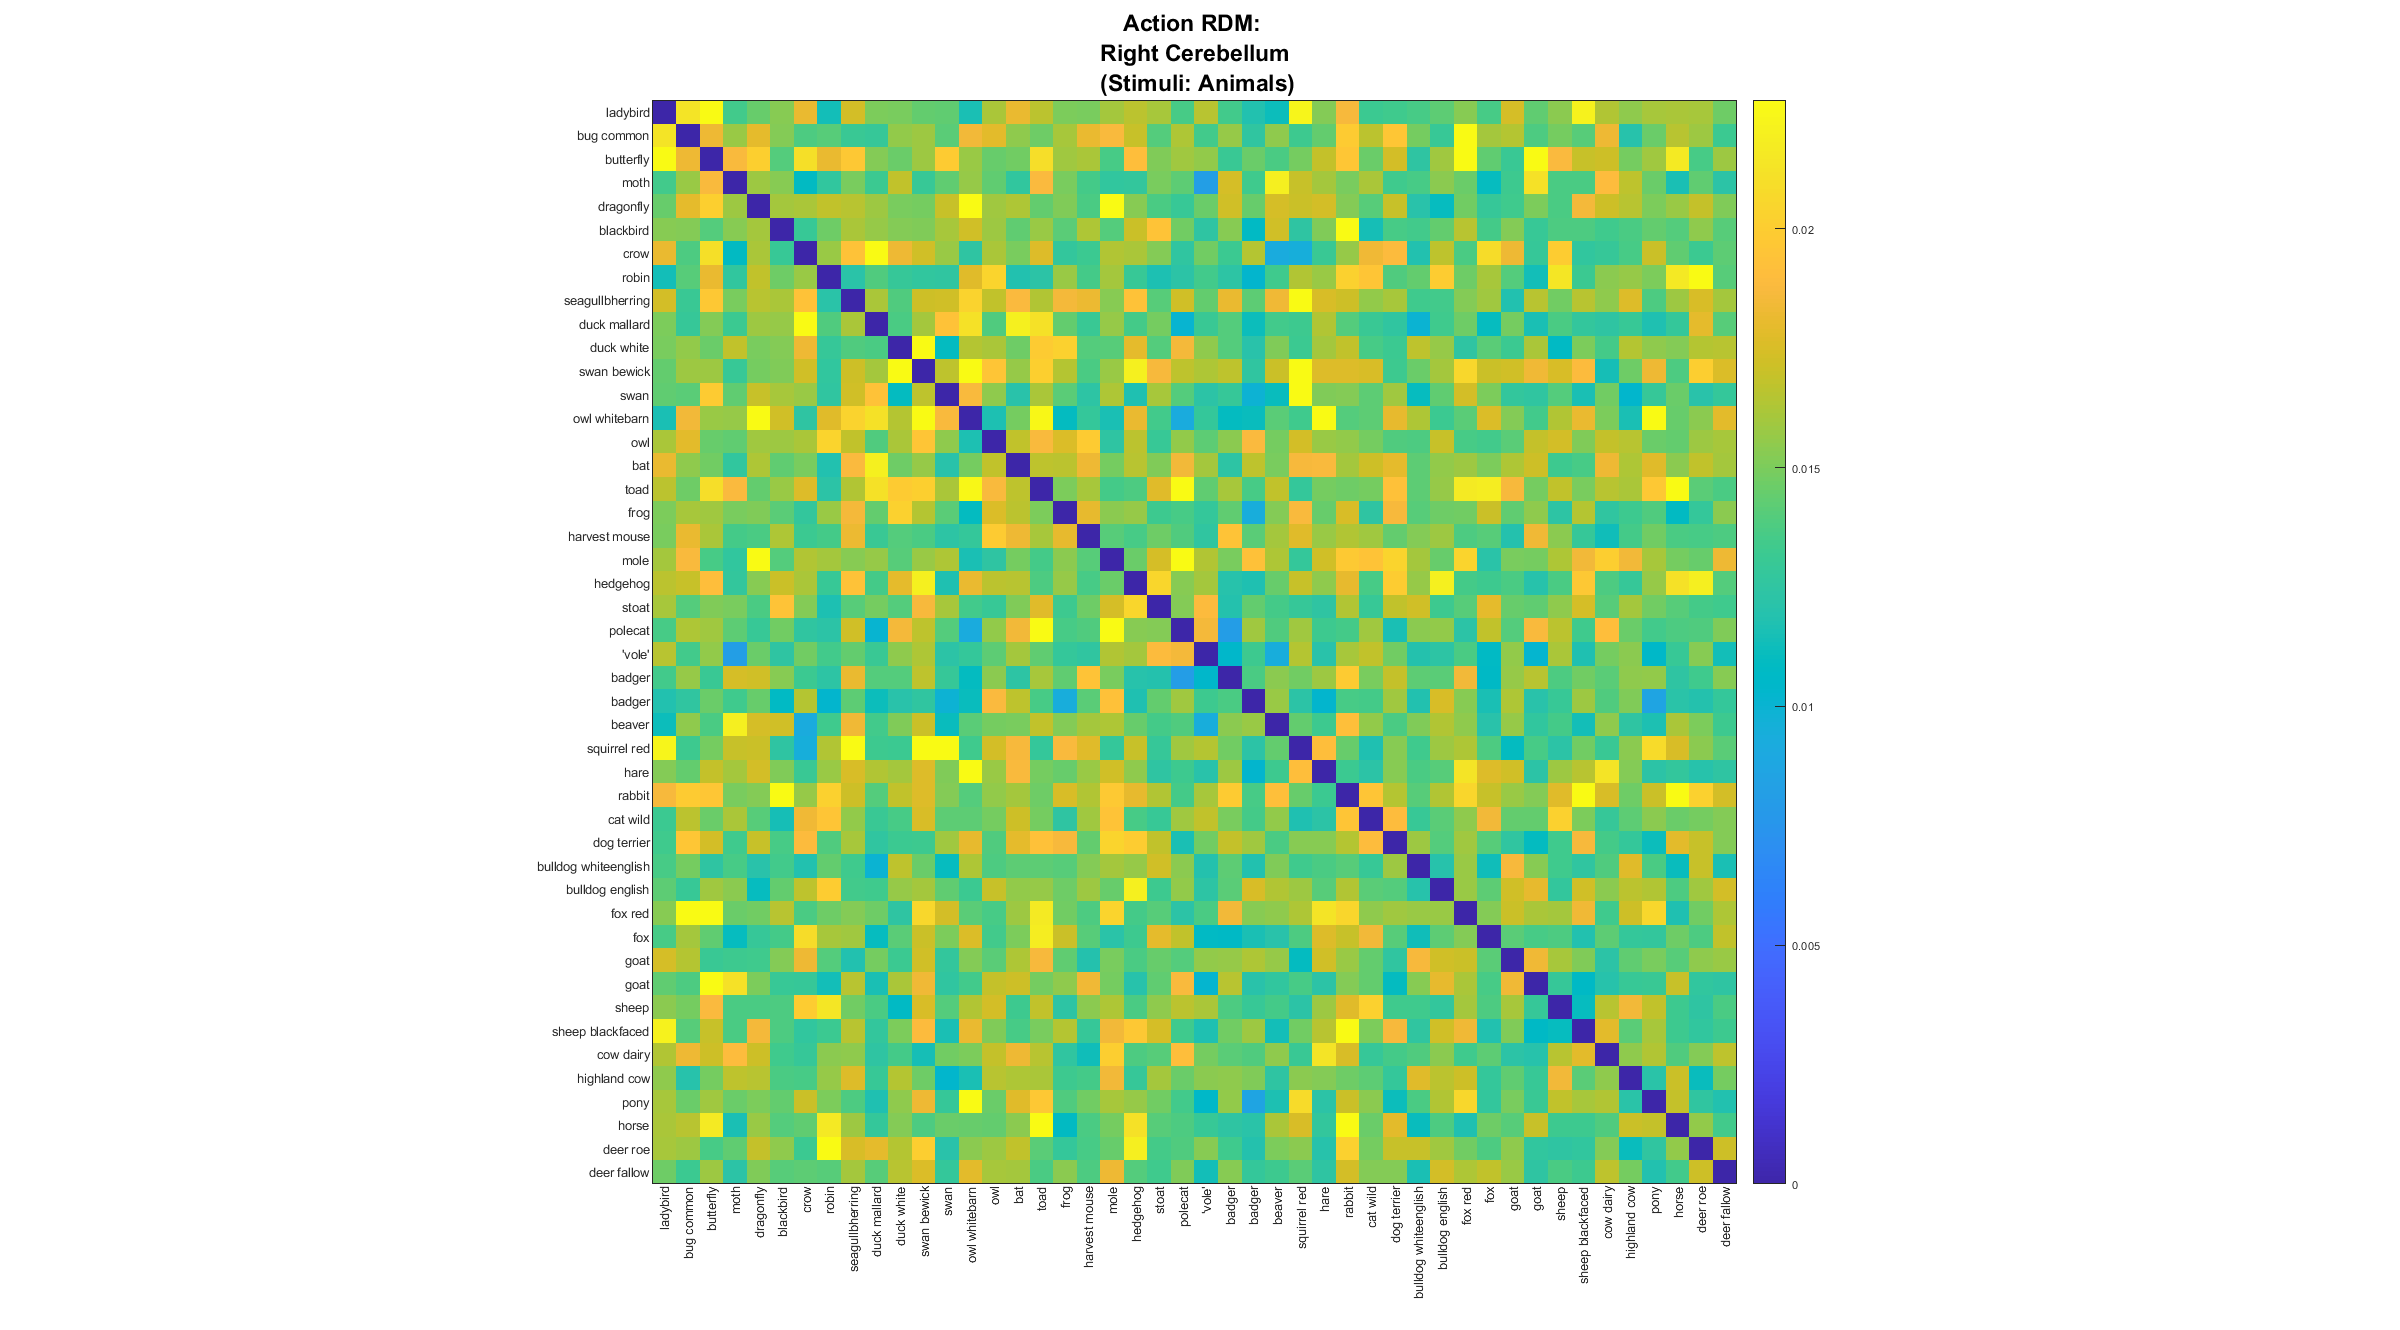 Action RDM:
Right Cerebellum
(Stimuli: Animals)
ladybird
bug common
butterfly
moth
dragonfly
blackbird
crow
robin
seagullbherring
duck mallard
duck white
swan bewick
swan
owl whitebarn
owl
bat
toad
frog
harvest mouse
mole
hedgehog
stoat
polecat
'vole'
badger
badger
beaver
squirrel red
hare
rabbit
cat wild
dog terrier
bulldog whiteenglish
bulldog english
fox red
fox
goat
goat
sheep
sheep blackfaced
cow dairy
highland cow
pony
horse
deer roe
deer fallow
ladybird
bug common
butterfly
moth
dragonfly
blackbird
crow
robin
seagullbherring
duck mallard
duck white
swan bewick
swan
owl whitebarn
owl
bat
toad
frog
harvest mouse
mole
hedgehog
stoat
polecat
'vole'
badger
badger
beaver
squirrel red
hare
rabbit
cat wild
dog terrier
bulldog whiteenglish
bulldog english
fox red
fox
goat
goat
sheep
sheep blackfaced
cow dairy
highland cow
pony
horse
deer roe
deer fallow
0.02
0.015
0.01
0.005
0